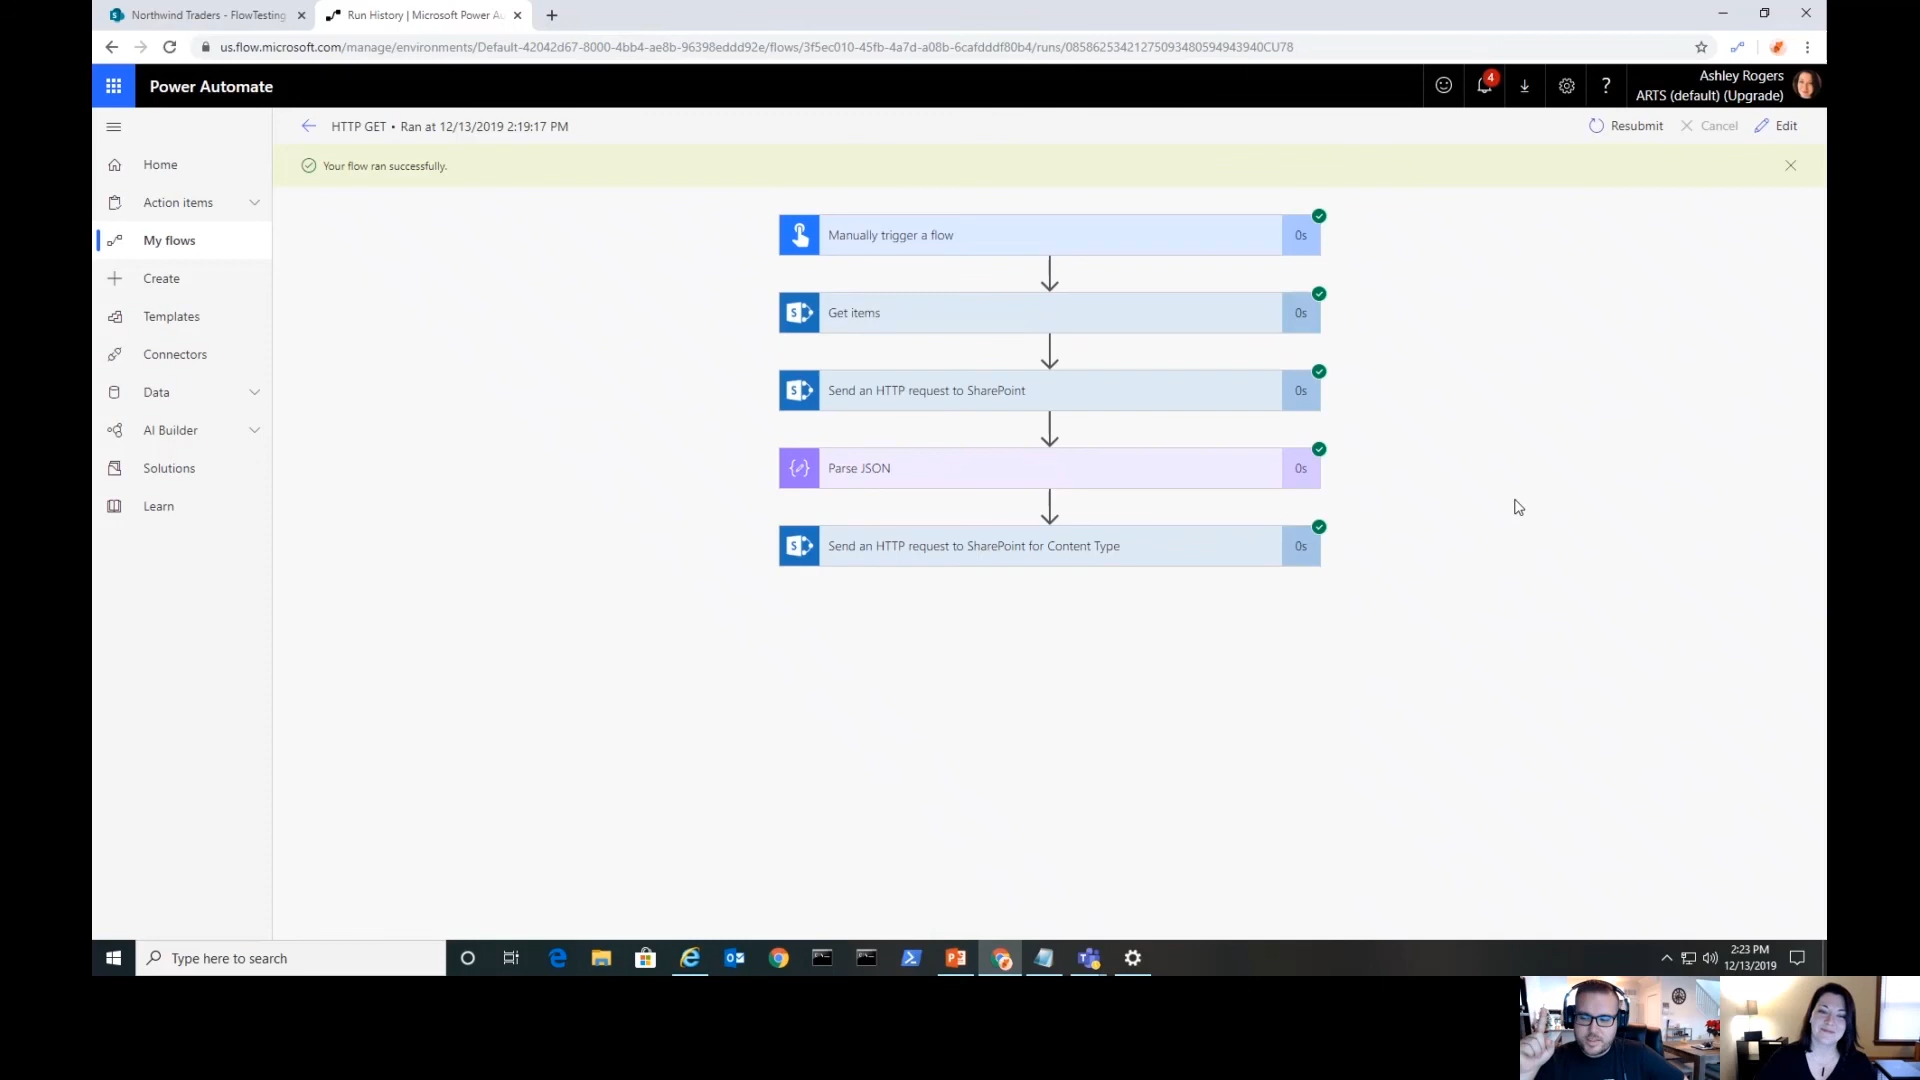 Northwind Traders - FlowTesting
Run History | Microsoft Power Au
us.flow.microsoft.com/manage/environments/Default-42042d67-8000-4bb4-ae8b-96398eddd92e/flows/3f5ec010-45fb-4a7d-a08b-6cafdddf80b4/runs/08586253421275093480594943940CU78
Power Automate
4
?
Ashley Rogers
ARTS (default) (Upgrade)
HTTP GET • Ran at 12/13/2019 2:19:17 PM
Resubmit
Cancel
Edit
Your flow ran successfully.
Home
Action items
My flows
Create
Templates
Connectors
Data
AI Builder
Solutions
Learn
Manually trigger a flow
0s
Get items
0s
Send an HTTP request to SharePoint
0s
Parse JSON
0s
Send an HTTP request to SharePoint for Content Type
0s
Type here to search
2:23 PM
12/13/2019